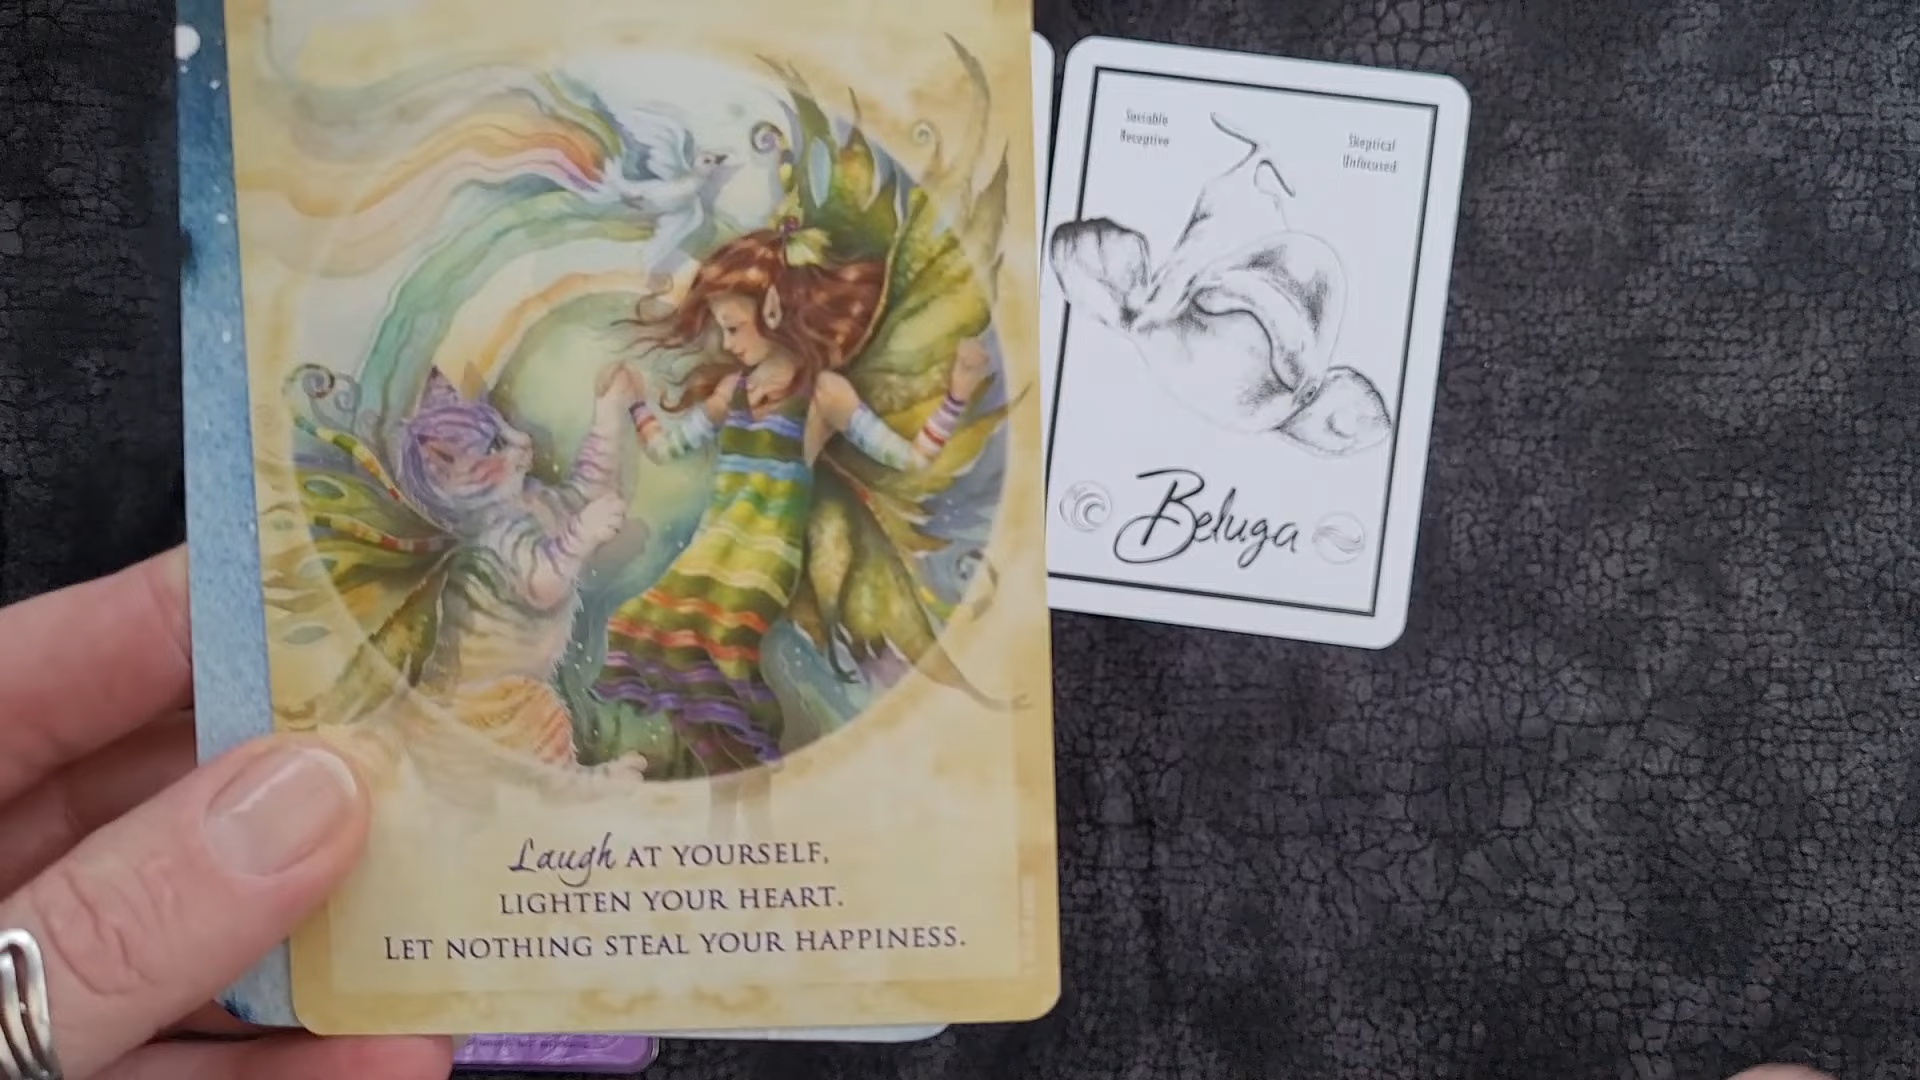 Laugh AT YOURSELF,
LIGHTEN YOUR HEART.
LET NOTHING STEAL YOUR HAPPINESS.
Sociable
Receptive
Skeptical
Unfocused
Beluga